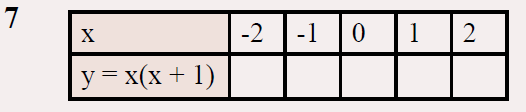 7
x -2 -1 0 1 2
y = x(x + 1)